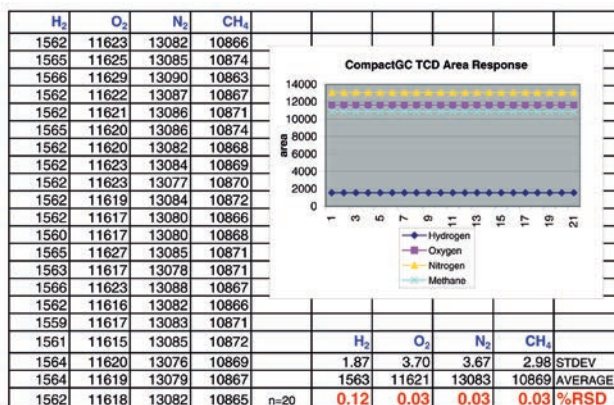 H2 O2 N2 CH4
1562 11623 13082 10866
1565 11625 13085 10874
1566 11629 13090 10863
1562 11622 13087 10867
1562 11621 13086 10871
1565 11620 13086 10874
1562 11620 13082 10868
1562 11623 13084 10869
1562 11623 13077 10870
1562 11619 13084 10872
1562 11617 13080 10866
1560 11617 13080 10868
1565 11627 13085 10871
1563 11617 13078 10871
1566 11623 13088 10867
1562 11616 13082 10866
1559 11617 13083 10871
1561 11615 13085 10872
1564 11620 13076 10869
1564 11619 13079 10867
1562 11618 13082 10865
CompactGC TCD Area Response
14000
12000
10000
8000
6000
4000
2000
0
area
1 3 5 7 9 11 13 15 17 19 21
Hydrogen
Oxygen
Nitrogen
Methane
H2 O2 N2 CH4
1.87 3.70 3.67 2.98 STDEV
1563 11621 13083 10869 AVERAGE
n=20 0.12 0.03 0.03 0.03 %RSD